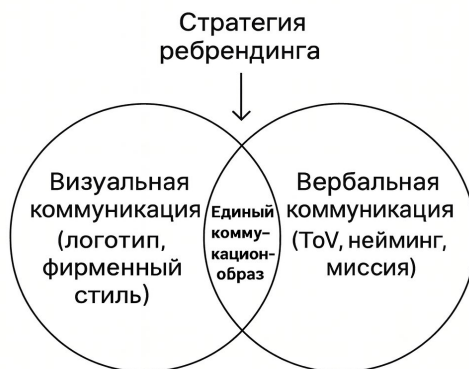 Стратегия
ребрендинга
Визуальная
коммуникация
(логотип,
фирменный
стиль)
Единый
комму-
кацион-
образ
Вербальная
коммуникация
(ToV, нейминг,
миссия)